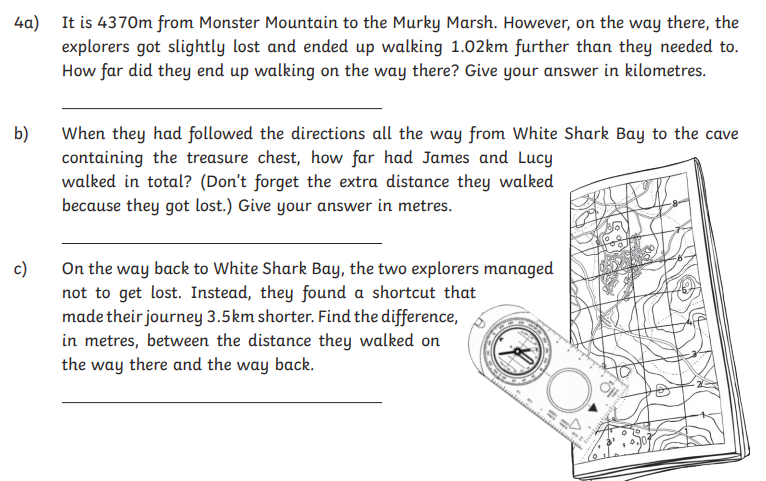 4a) It is 4370m from Monster Mountain to the Murky Marsh. However, on the way there, the
explorers got slightly lost and ended up walking 1.02km further than they needed to.
How far did they end up walking on the way there? Give your answer in kilometres.
b) When they had followed the directions all the way from White Shark Bay to the cave
containing the treasure chest, how far had James and Lucy
walked in total? (Don't forget the extra distance they walked
because they got lost.) Give your answer in metres.
c) On the way back to White Shark Bay, the two explorers managed
not to get lost. Instead, they found a shortcut that
made their journey 3.5km shorter. Find the difference,
in metres, between the distance they walked on
the way there and the way back.
8
7
6
4
3
2
1